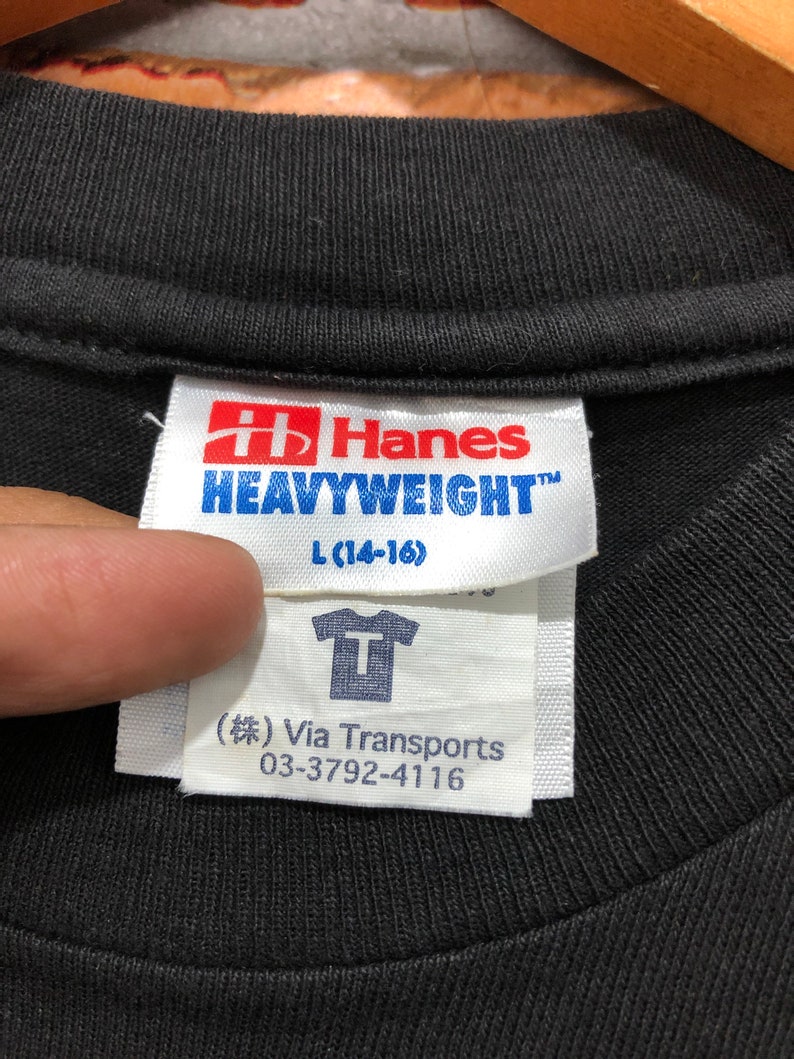 Hanes
HEAVYWEIGHT™
L (14-16)
T
(株) Via Transports
03-3792-4116